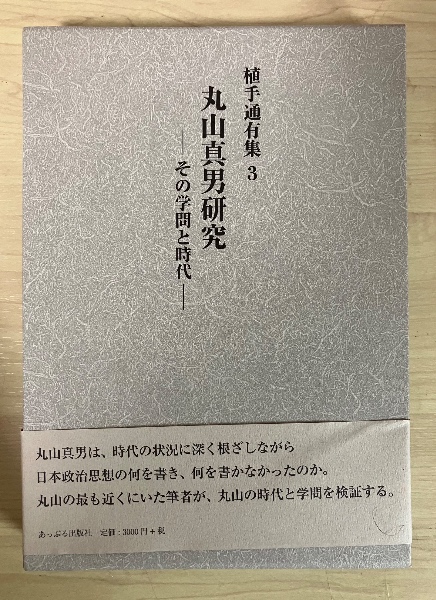 植手通有集 3
丸山真男研究
―その学問と時代―
丸山真男は、時代の状況に深く根ざしながら
日本政治思想の何を書き、何を書かなかったのか。
丸山の最も近くにいた筆者が、丸山の時代と学問を検証する。
あっぷる出版社 定価：3000円＋税